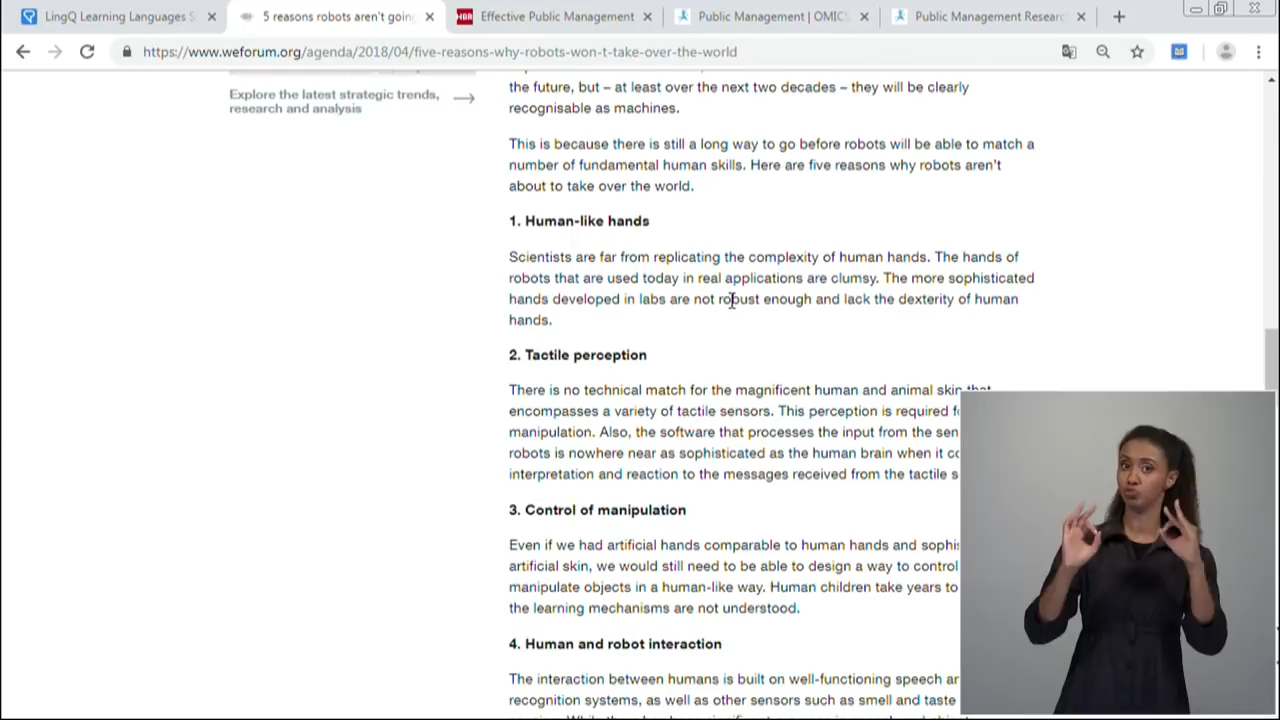 LingQ Learning Languages S
5 reasons robots aren't goin
HBR
Effective Public Management
Public Management | OMICS
Public Management Resear
https://www.weforum.org/agenda/2018/04/five-reasons-why-robots-won-t-take-over-the-world
Explore the latest strategic trends,
research and analysis
the future, but – at least over the next two decades – they will be clearly
recognisable as machines.
This is because there is still a long way to go before robots will be able to match a
number of fundamental human skills. Here are five reasons why robots aren't
about to take over the world.
1. Human-like hands
Scientists are far from replicating the complexity of human hands. The hands of
robots that are used today in real applications are clumsy. The more sophisticated
hands developed in labs are not robust enough and lack the dexterity of human
hands.
2. Tactile perception
There is no technical match for the magnificent human and animal skin that
encompasses a variety of tactile sensors. This perception is required f
manipulation. Also, the software that processes the input from the sen
robots is nowhere near as sophisticated as the human brain when it co
interpretation and reaction to the messages received from the tactile s
3. Control of manipulation
Even if we had artificial hands comparable to human hands and sophis
artificial skin, we would still need to be able to design a way to control
manipulate objects in a human-like way. Human children take years to
the learning mechanisms are not understood.
4. Human and robot interaction
The interaction between humans is built on well-functioning speech an
recognition systems, as well as other sensors such as smell and taste